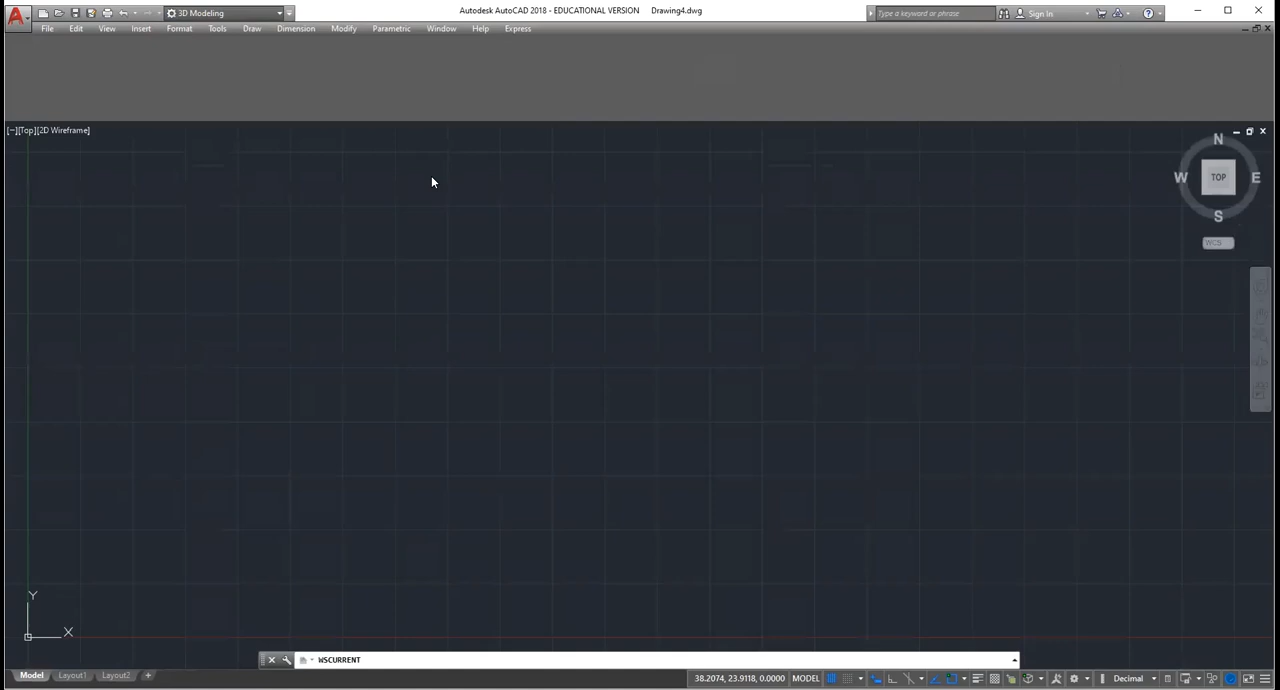 3D Modeling
Autodesk AutoCAD 2018 - EDUCATIONAL VERSION Drawing4.dwg
Type a keyword or phrase
Sign In
File Edit View Insert Format Tools Draw Dimension Modify Parametric Window Help Express
[−][Top][2D Wireframe]
N
W TOP E
S
WCS
Y
X
WSCURRENT
Model Layout1 Layout2 +
38.2074, 23.9118, 0.0000 MODEL
Decimal